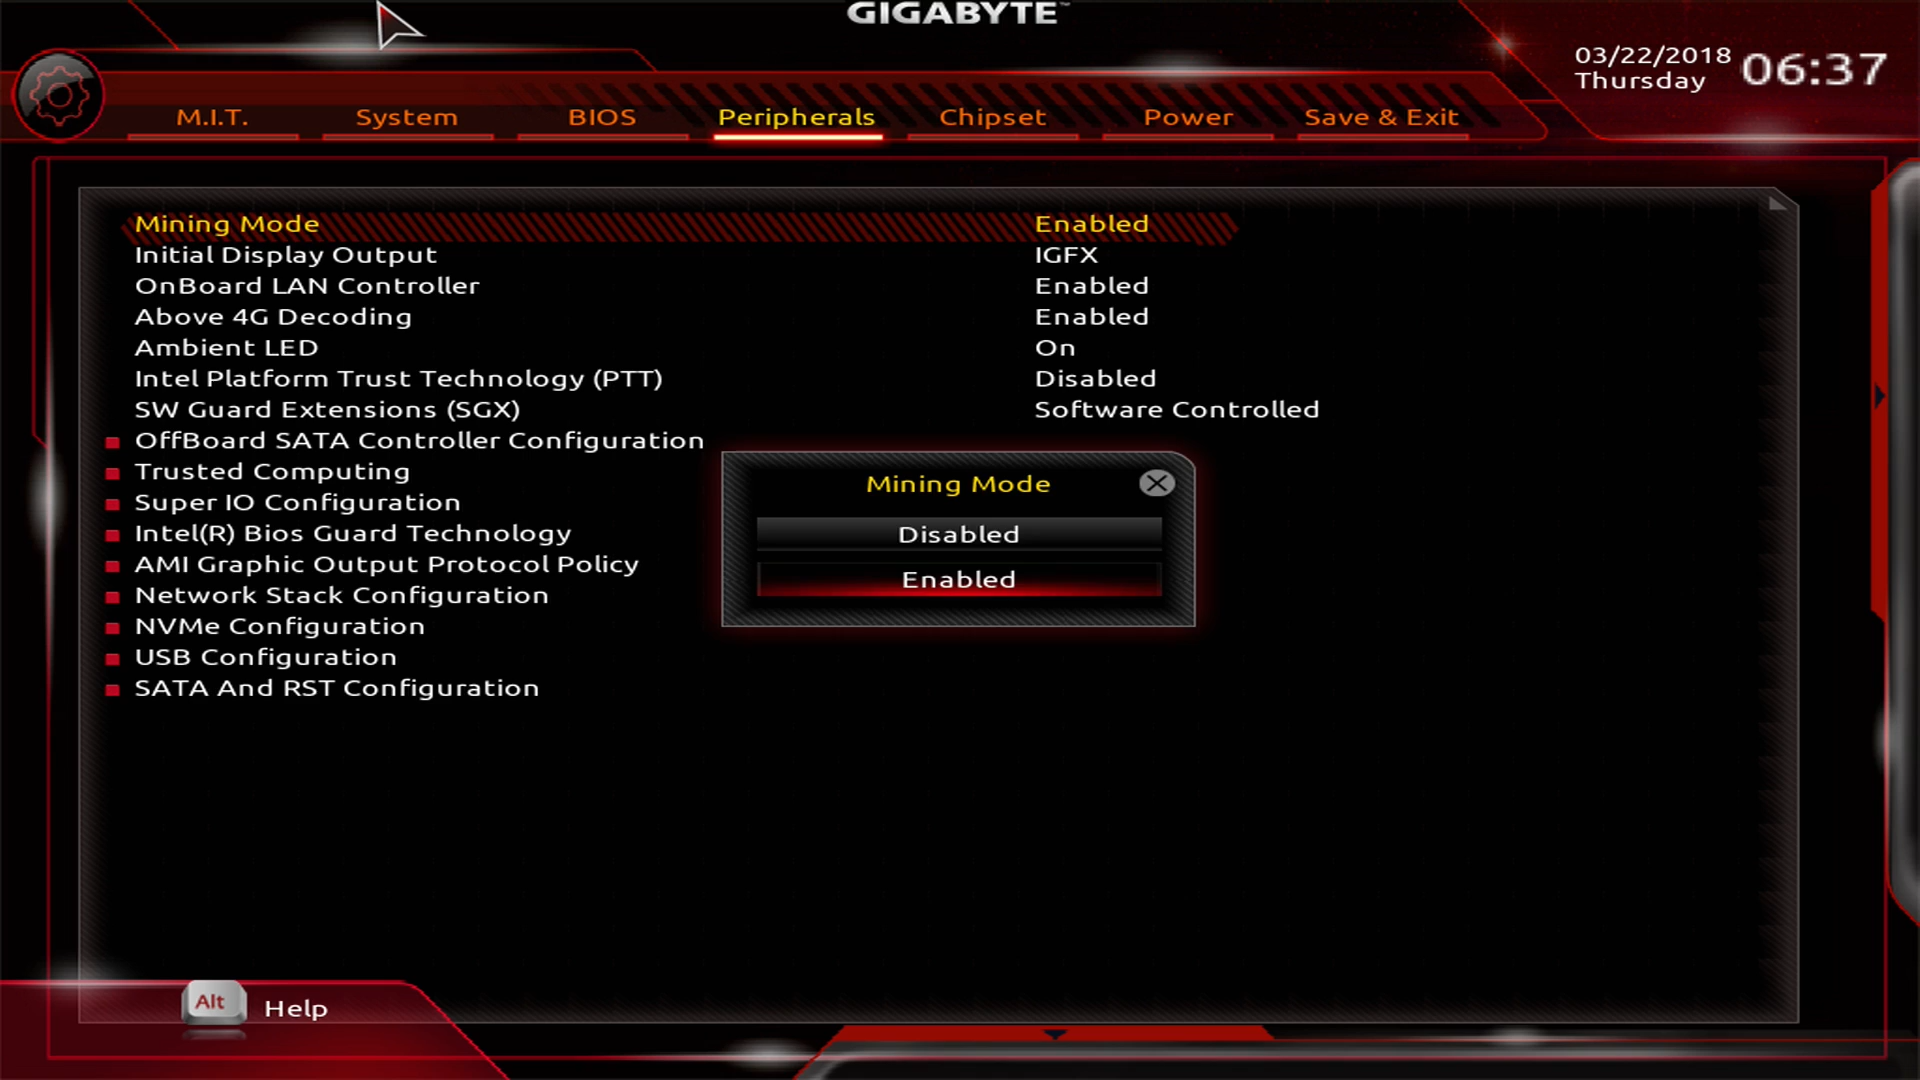 GIGABYTE™
03/22/2018
Thursday
06:37
M.I.T. System BIOS Peripherals Chipset Power Save & Exit
Mining Mode Enabled
Initial Display Output IGFX
OnBoard LAN Controller Enabled
Above 4G Decoding Enabled
Ambient LED On
Intel Platform Trust Technology (PTT) Disabled
SW Guard Extensions (SGX) Software Controlled
OffBoard SATA Controller Configuration
Trusted Computing
Super IO Configuration
Intel(R) Bios Guard Technology
AMI Graphic Output Protocol Policy
Network Stack Configuration
NVMe Configuration
USB Configuration
SATA And RST Configuration
Mining Mode
Disabled
Enabled
Alt Help